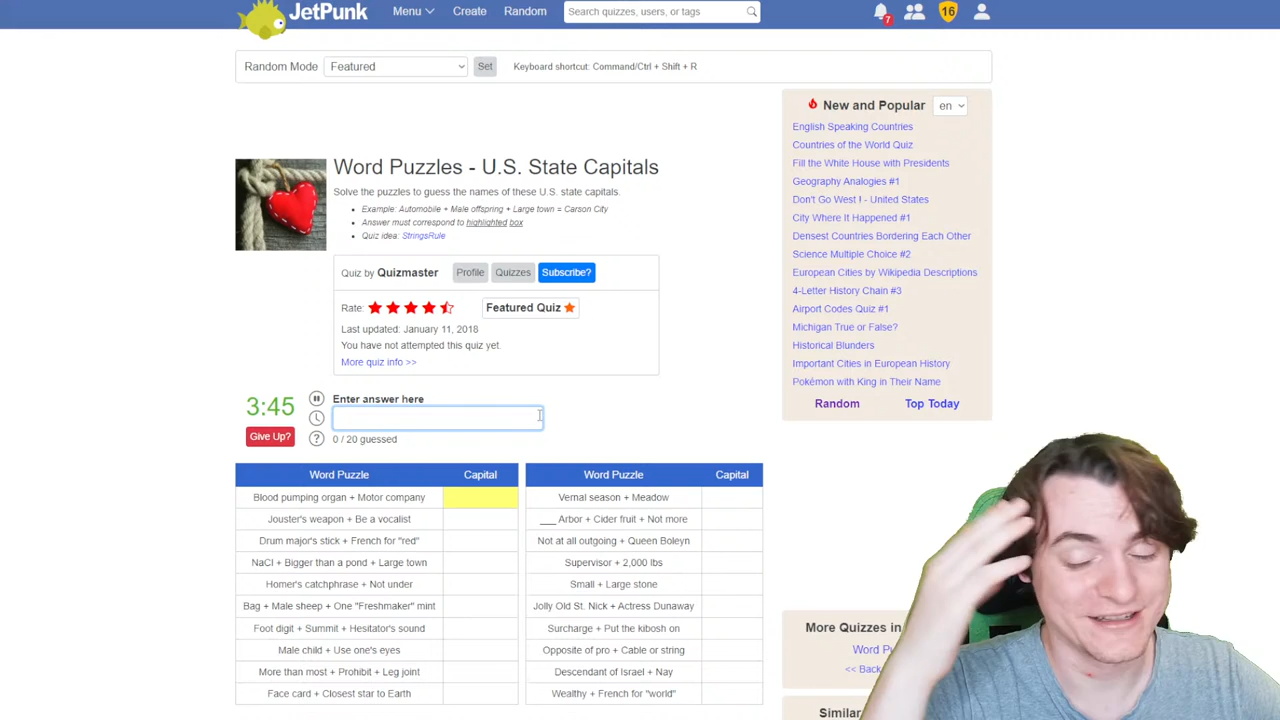 JetPunk
Menu
Create
Random
Search quizzes, users, or tags
7
16
Random Mode
Featured
Set
Keyboard shortcut: Command/Ctrl + Shift + R
Word Puzzles - U.S. State Capitals
Solve the puzzles to guess the names of these U.S. state capitals.
Example: Automobile + Male offspring + Large town = Carson City
Answer must correspond to highlighted box
Quiz idea: StringsRule
Quiz by Quizmaster
Profile
Quizzes
Subscribe?
Rate:
Featured Quiz
Last updated: January 11, 2018
You have not attempted this quiz yet.
More quiz info >>
3:45
Give Up?
?
Enter answer here
0 / 20 guessed
Word Puzzle Capital
Blood pumping organ + Motor company
Jouster's weapon + Be a vocalist
Drum major's stick + French for "red"
NaCl + Bigger than a pond + Large town
Homer's catchphrase + Not under
Bag + Male sheep + One "Freshmaker" mint
Foot digit + Summit + Hesitator's sound
Male child + Use one's eyes
More than most + Prohibit + Leg joint
Face card + Closest star to Earth
Word Puzzle Capital
Vernal season + Meadow
___ Arbor + Cider fruit + Not more
Not at all outgoing + Queen Boleyn
Supervisor + 2,000 lbs
Small + Large stone
Jolly Old St. Nick + Actress Dunaway
Surcharge + Put the kibosh on
Opposite of pro + Cable or string
Descendant of Israel + Nay
Wealthy + French for "world"
New and Popular
en
English Speaking Countries
Countries of the World Quiz
Fill the White House with Presidents
Geography Analogies #1
Don't Go West! - United States
City Where It Happened #1
Densest Countries Bordering Each Other
Science Multiple Choice #2
European Cities by Wikipedia Descriptions
4-Letter History Chain #3
Airport Codes Quiz #1
Michigan True or False?
Historical Blunders
Important Cities in European History
Pokémon with King in Their Name
Random
Top Today
More Quizzes in
Word Pu
<< Back
Similar